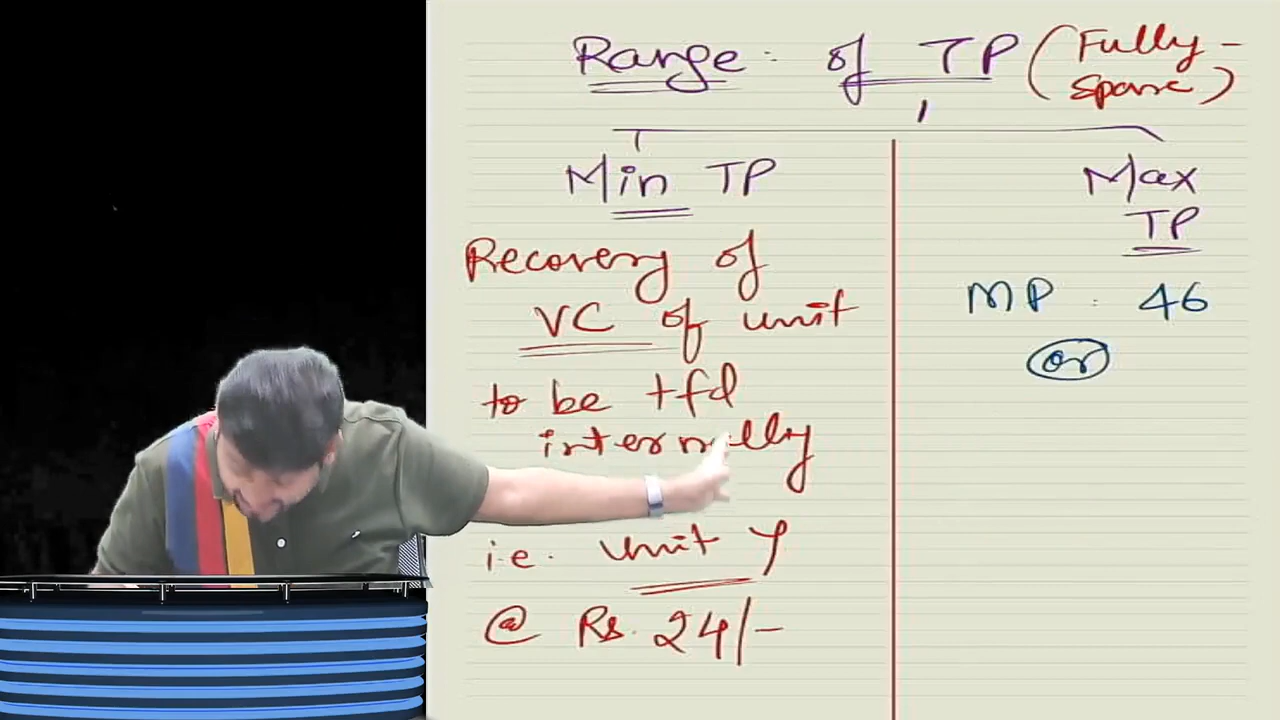 Range: of TP (Fully-
Spare)
Min TP
Recovery of
VC of unit
to be tfd
internally
i.e. unit Y
@ Rs. 24/-
Max
TP
MP : 46
or